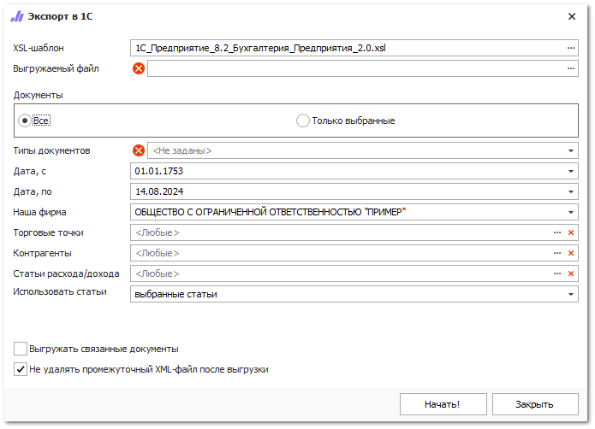 Экспорт в 1С
XSL-шаблон 1С_Предприятие_8.2_Бухгалтерия_Предприятия_2.0.xsl
Выгружаемый файл
Документы
Все Только выбранные
Типы документов <Не заданы>
Дата, с 01.01.1753
Дата, по 14.08.2024
Наша фирма ОБЩЕСТВО С ОГРАНИЧЕННОЙ ОТВЕТСТВЕННОСТЬЮ "ПРИМЕР"
Торговые точки <Любые>
Контрагенты <Любые>
Статьи расхода/дохода <Любые>
Использовать статьи выбранные статьи
Выгружать связанные документы
Не удалять промежуточный XML-файл после выгрузки
Начать! Закрыть